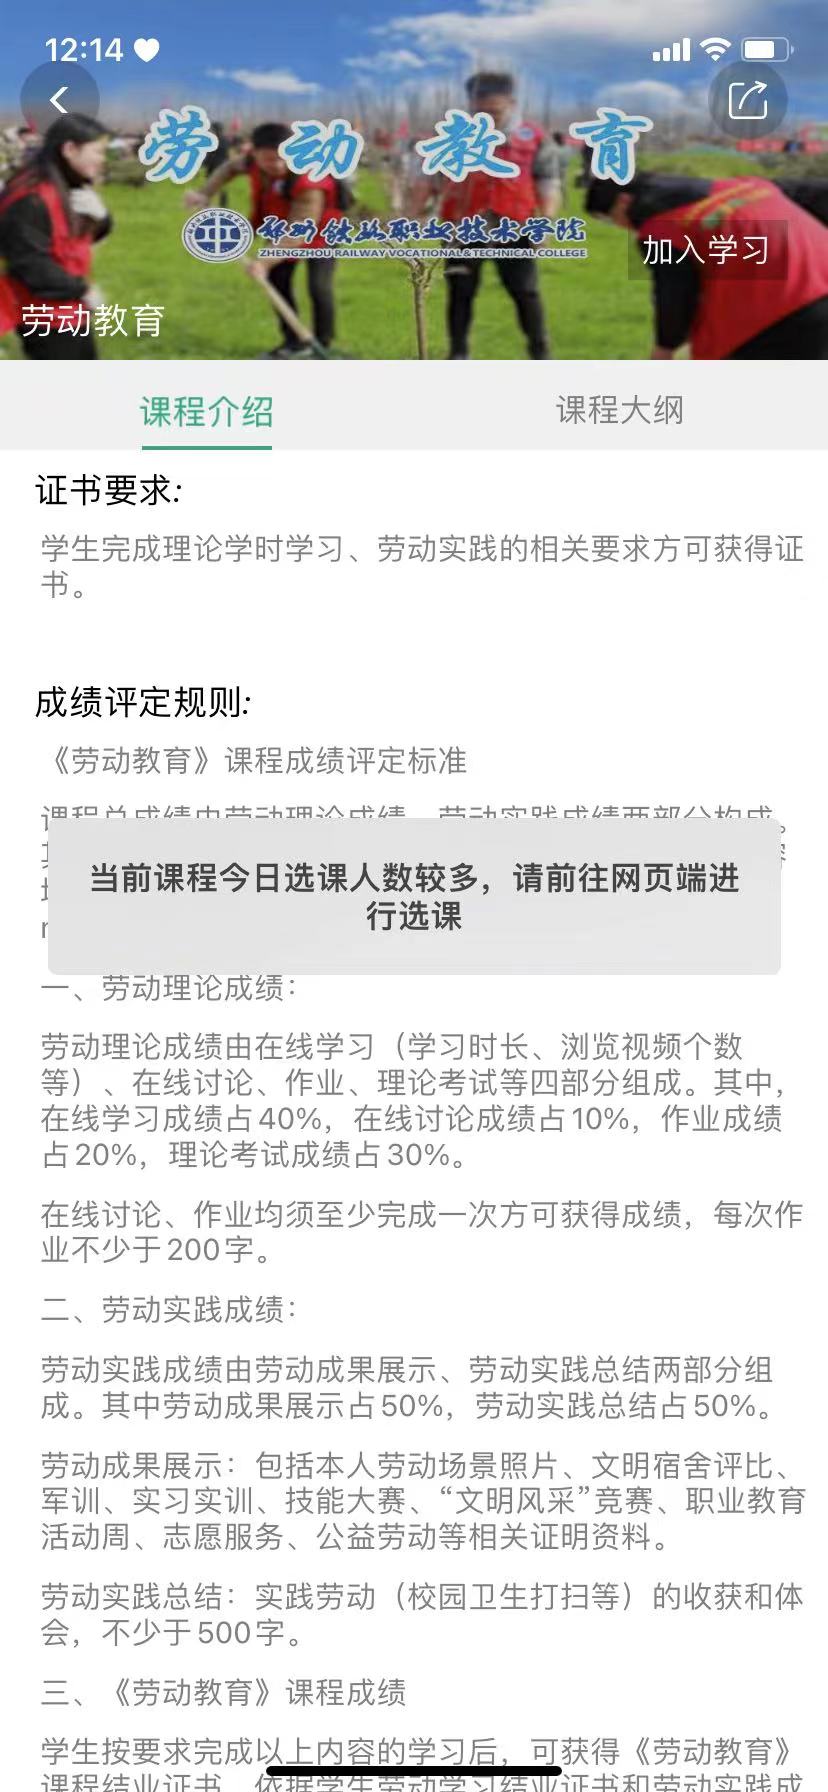 12:14
劳动教育
郑州铁路职业技术学院
ZHENGZHOU RAILWAY VOCATIONAL&TECHNICAL COLLEGE
加入学习
劳动教育
课程介绍
课程大纲
证书要求:
学生完成理论学时学习、劳动实践的相关要求方可获得证
书。
成绩评定规则:
《劳动教育》课程成绩评定标准
课程总成绩由劳动理论成绩、劳动实践成绩两部分构成。
当前课程今日选课人数较多，请前往网页端进
行选课
一、劳动理论成绩：
劳动理论成绩由在线学习（学习时长、浏览视频个数
等）、在线讨论、作业、理论考试等四部分组成。其中，
在线学习成绩占40%，在线讨论成绩占10%，作业成绩
占20%，理论考试成绩占30%。
在线讨论、作业均须至少完成一次方可获得成绩，每次作
业不少于200字。
二、劳动实践成绩：
劳动实践成绩由劳动成果展示、劳动实践总结两部分组
成。其中劳动成果展示占50%，劳动实践总结占50%。
劳动成果展示：包括本人劳动场景照片、文明宿舍评比、
军训、实习实训、技能大赛、“文明风采”竞赛、职业教育
活动周、志愿服务、公益劳动等相关证明资料。
劳动实践总结：实践劳动（校园卫生打扫等）的收获和体
会，不少于500字。
三、《劳动教育》课程成绩
学生按要求完成以上内容的学习后，可获得《劳动教育》
课程结业证书。依据学生劳动学习结业证书和劳动实践成